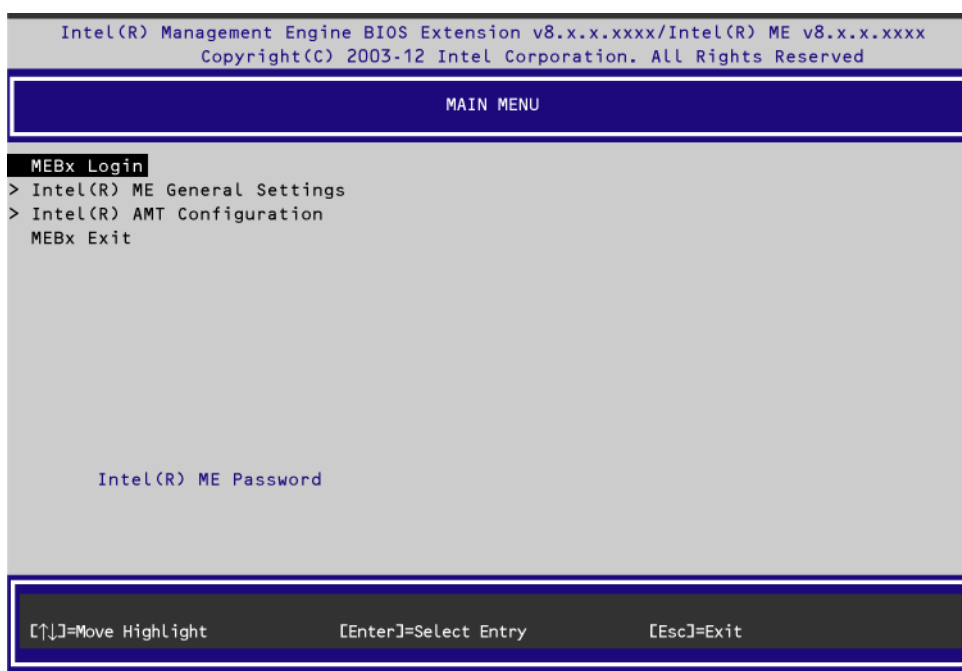 Intel(R) Management Engine BIOS Extension v8.x.x.xxxx/Intel(R) ME v8.x.x.xxxx
Copyright(C) 2003-12 Intel Corporation. All Rights Reserved
MAIN MENU
MEBx Login
> Intel(R) ME General Settings
> Intel(R) AMT Configuration
MEBx Exit
Intel(R) ME Password
[↑↓]=Move Highlight [Enter]=Select Entry [Esc]=Exit